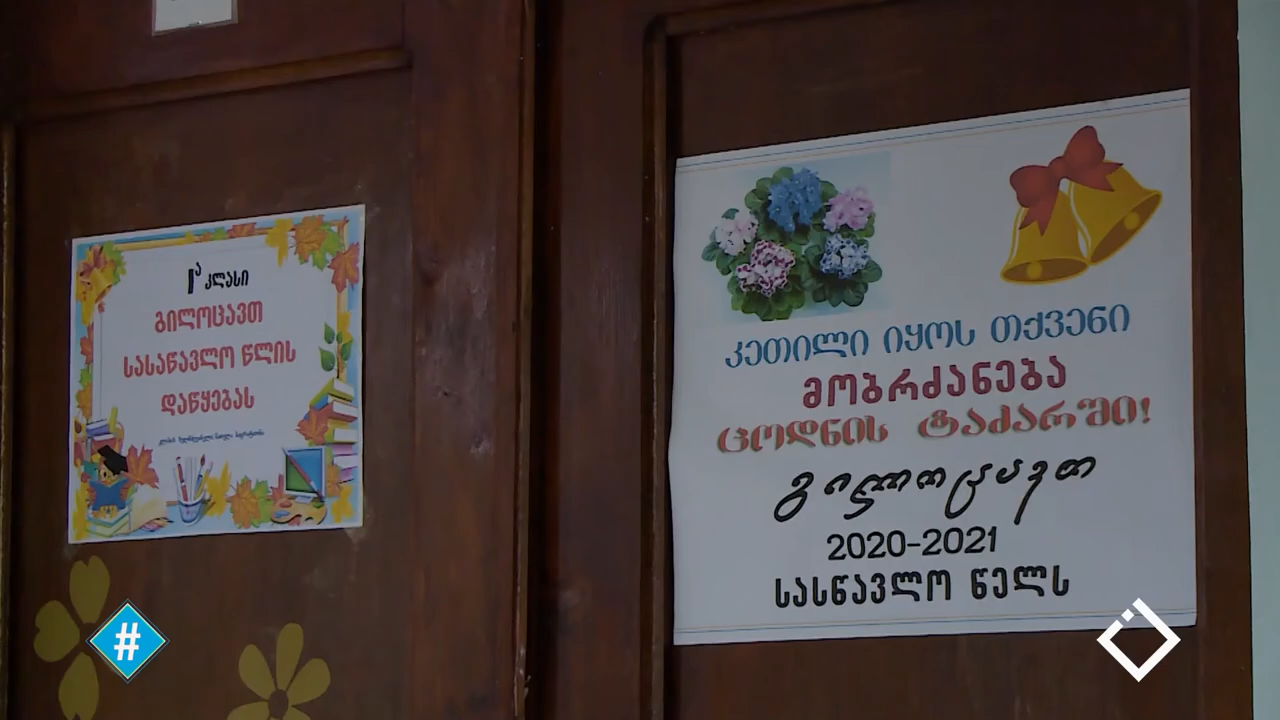 კლასი
გილოცავთ
სასწავლო წლის
დაწყებას
კეთილი იყოს თქვენი
მობრძანება
ცოდნის ტაძარში!
გილოცავთ
2020-2021
სასწავლო წელს
#